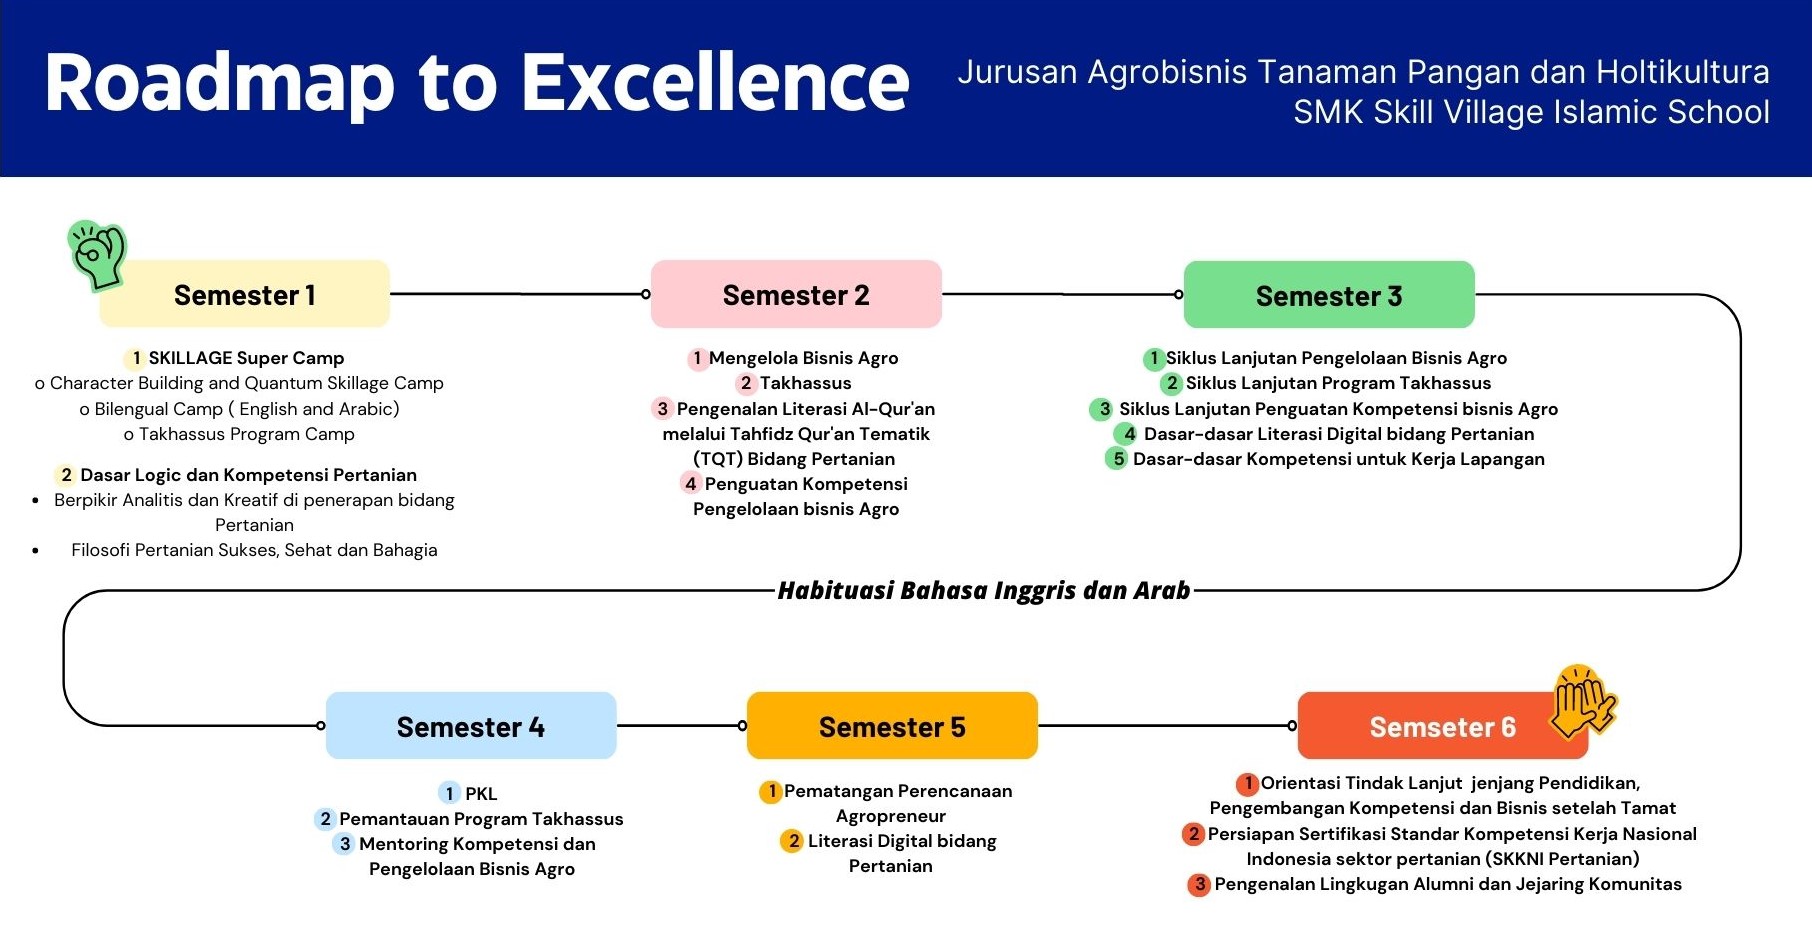 Roadmap to Excellence
Jurusan Agrobisnis Tanaman Pangan dan Holtikultura
SMK Skill Village Islamic School
Semester 1
1 SKILLAGE Super Camp
o Character Building and Quantum Skillage Camp
o Bilengual Camp ( English and Arabic)
o Takhassus Program Camp
2 Dasar Logic dan Kompetensi Pertanian
• Berpikir Analitis dan Kreatif di penerapan bidang
Pertanian
• Filosofi Pertanian Sukses, Sehat dan Bahagia
Semester 2
1 Mengelola Bisnis Agro
2 Takhassus
3 Pengenalan Literasi Al-Qur'an
melalui Tahfidz Qur'an Tematik
(TQT) Bidang Pertanian
4 Penguatan Kompetensi
Pengelolaan bisnis Agro
Semester 3
1 Siklus Lanjutan Pengelolaan Bisnis Agro
2 Siklus Lanjutan Program Takhassus
3 Siklus Lanjutan Penguatan Kompetensi bisnis Agro
4 Dasar-dasar Literasi Digital bidang Pertanian
5 Dasar-dasar Kompetensi untuk Kerja Lapangan
Habituasi Bahasa Inggris dan Arab
Semester 4
1 PKL
2 Pemantauan Program Takhassus
3 Mentoring Kompetensi dan
Pengelolaan Bisnis Agro
Semester 5
1 Pematangan Perencanaan
Agropreneur
2 Literasi Digital bidang
Pertanian
Semseter 6
1 Orientasi Tindak Lanjut jenjang Pendidikan,
Pengembangan Kompetensi dan Bisnis setelah Tamat
2 Persiapan Sertifikasi Standar Kompetensi Kerja Nasional
Indonesia sektor pertanian (SKKNI Pertanian)
3 Pengenalan Lingkugan Alumni dan Jejaring Komunitas